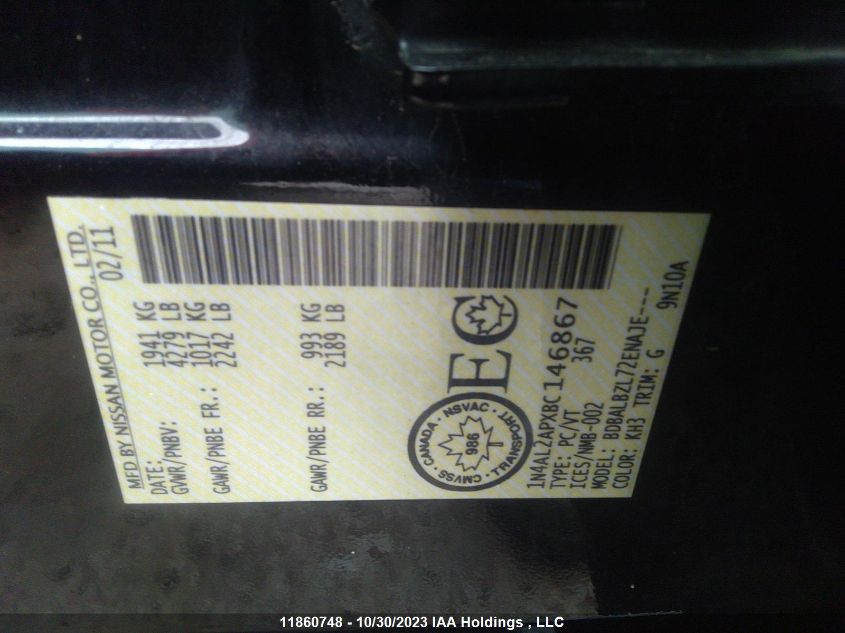 MFD BY NISSAN MOTOR CO., LTD.
DATE: 02/11
GVWR/PNBV: 1941 KG
4279 LB
GAWR/PNBE FR.: 1017 KG
2242 LB
GAWR/PNBE RR.: 993 KG
2189 LB
CANADA · NSVAC · TRANSPORT · CMVSS ·
986
EC
1N4AL2APXBC146867
TYPE: PC/VT 367
ICES/NMB-002
MODEL: BDBALBZL72ENAJE---
COLOR: KH3 TRIM: G 9N10A
11860748 - 10/30/2023 IAA Holdings , LLC